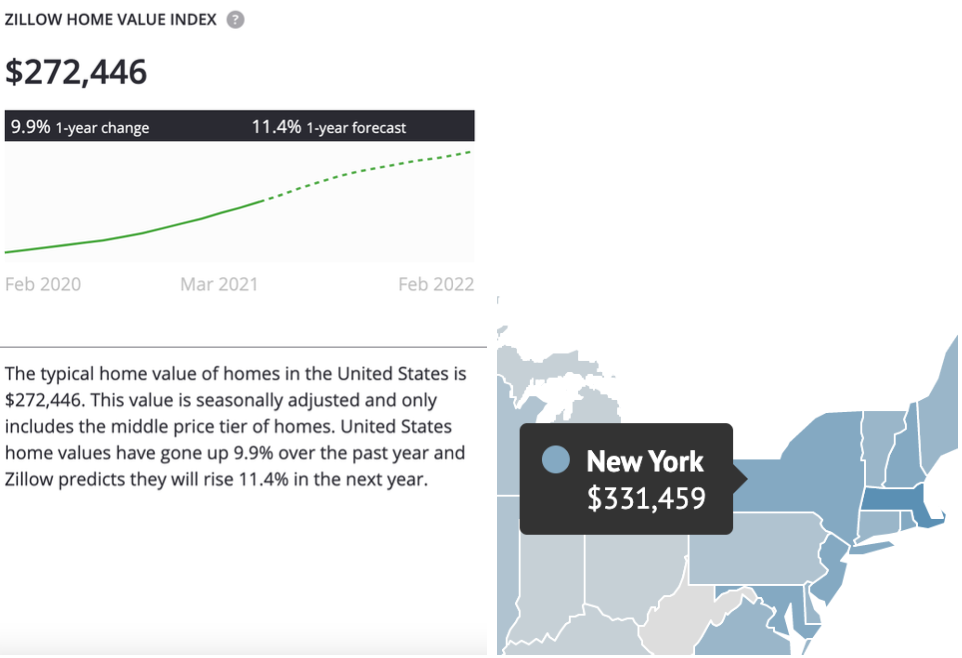 ZILLOW HOME VALUE INDEX ?
$272,446
9.9% 1-year change 11.4% 1-year forecast
Feb 2020 Mar 2021 Feb 2022
The typical home value of homes in the United States is
$272,446. This value is seasonally adjusted and only
includes the middle price tier of homes. United States
home values have gone up 9.9% over the past year and
Zillow predicts they will rise 11.4% in the next year.
New York
$331,459